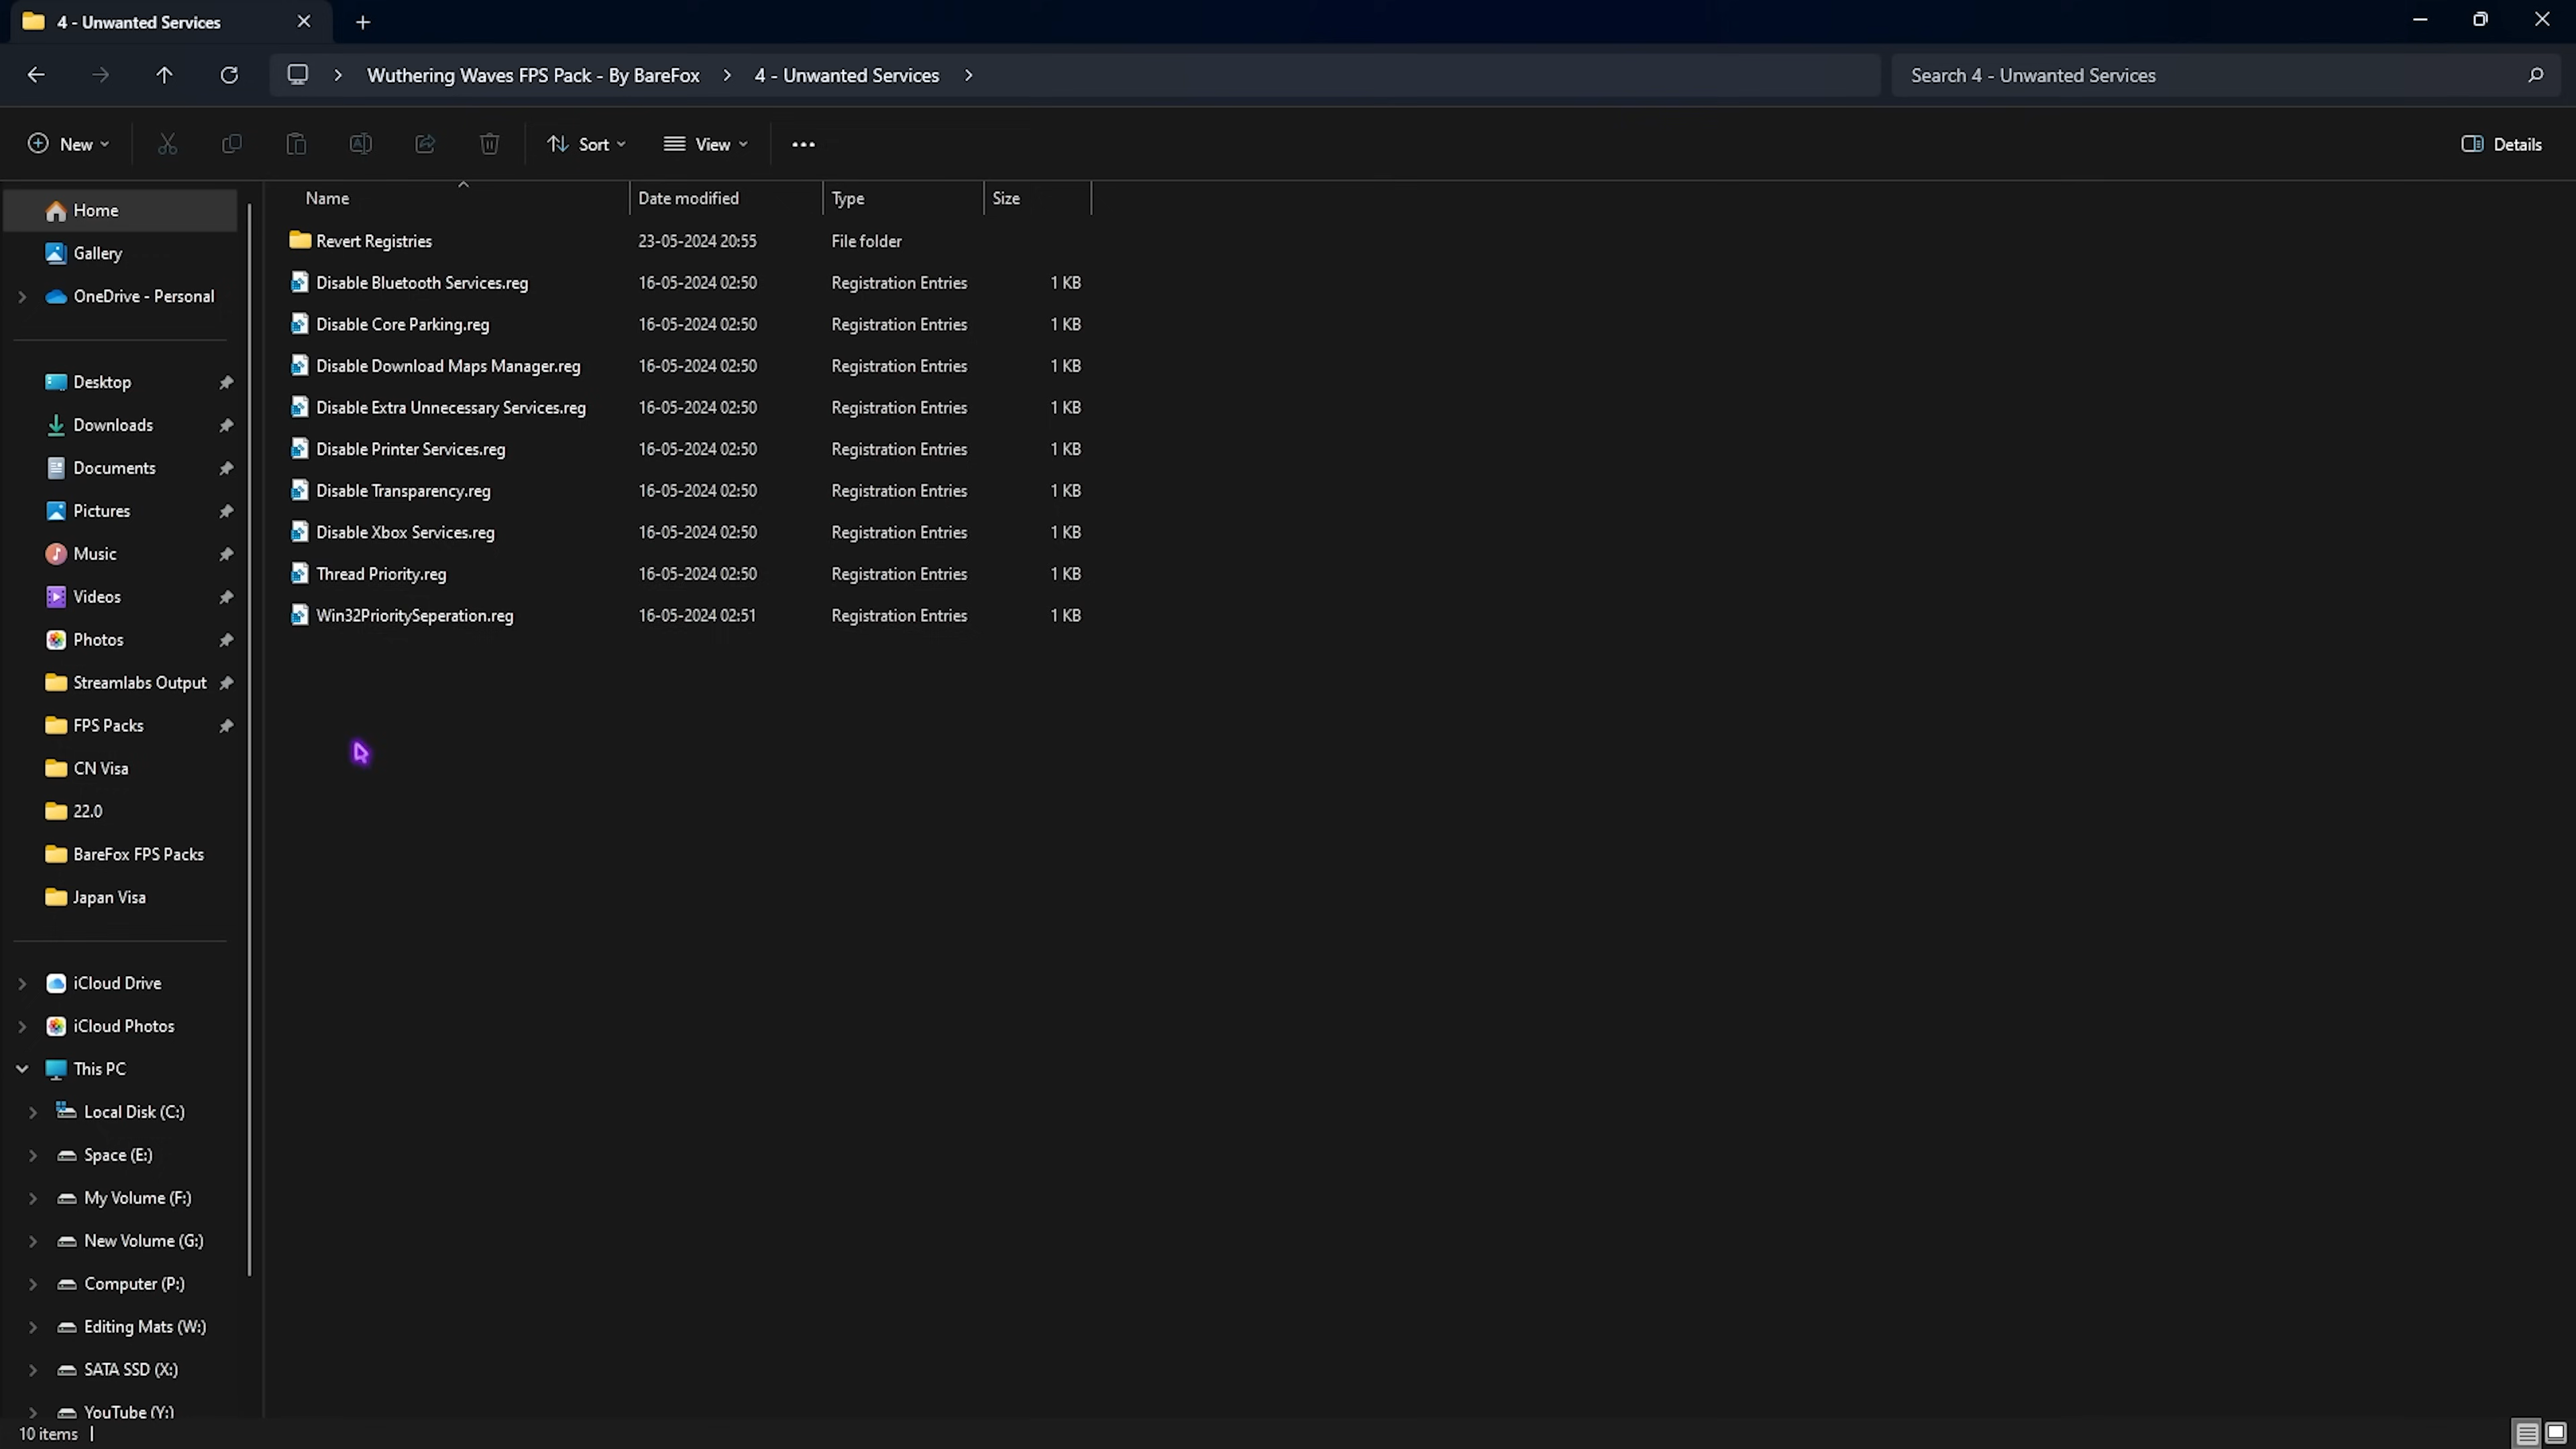 4 - Unwanted Services
Wuthering Waves FPS Pack - By BareFox 4 - Unwanted Services
Search 4 - Unwanted Services
New Sort View ••• Details
Home
Gallery
OneDrive - Personal
Desktop
Downloads
Documents
Pictures
Music
Videos
Photos
Streamlabs Output
FPS Packs
CN Visa
22.0
BareFox FPS Packs
Japan Visa
iCloud Drive
iCloud Photos
This PC
Local Disk (C:)
Space (E:)
My Volume (F:)
New Volume (G:)
Computer (P:)
Editing Mats (W:)
SATA SSD (X:)
YouTube (Y:)
Name Date modified Type Size
Revert Registries 23-05-2024 20:55 File folder
Disable Bluetooth Services.reg 16-05-2024 02:50 Registration Entries 1 KB
Disable Core Parking.reg 16-05-2024 02:50 Registration Entries 1 KB
Disable Download Maps Manager.reg 16-05-2024 02:50 Registration Entries 1 KB
Disable Extra Unnecessary Services.reg 16-05-2024 02:50 Registration Entries 1 KB
Disable Printer Services.reg 16-05-2024 02:50 Registration Entries 1 KB
Disable Transparency.reg 16-05-2024 02:50 Registration Entries 1 KB
Disable Xbox Services.reg 16-05-2024 02:50 Registration Entries 1 KB
Thread Priority.reg 16-05-2024 02:50 Registration Entries 1 KB
Win32PrioritySeperation.reg 16-05-2024 02:51 Registration Entries 1 KB
10 items